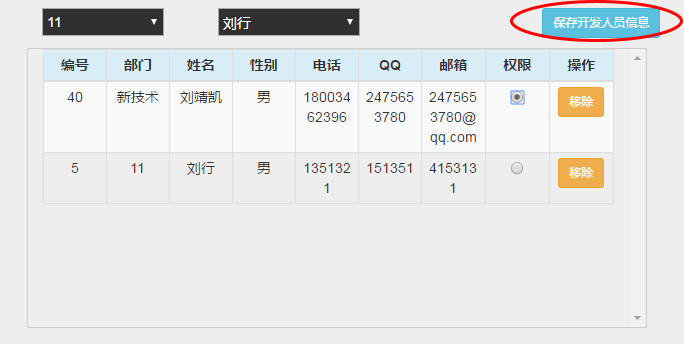 11 刘行 保存开发人员信息
编号 部门 姓名 性别 电话 QQ 邮箱 权限 操作
40 新技术 刘靖凯 男 18003462396 2475653780 2475653780@qq.com 移除
5 11 刘行 男 1351321 151351 4153131 移除